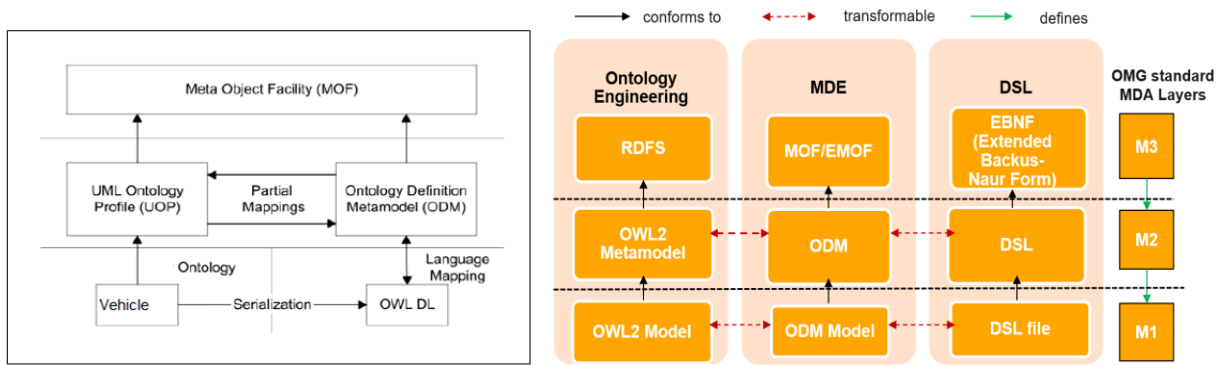 Meta Object Facility (MOF)
UML Ontology
Profile (UOP)
Partial
Mappings
Ontology Definition
Metamodel (ODM)
Ontology
Language
Mapping
Vehicle
Serialization
OWL DL
conforms to
transformable
defines
Ontology
Engineering
MDE
DSL
OMG standard
MDA Layers
RDFS
MOF/EMOF
EBNF
(Extended
Backus-
Naur Form)
M3
OWL2
Metamodel
ODM
DSL
M2
OWL2 Model
ODM Model
DSL file
M1